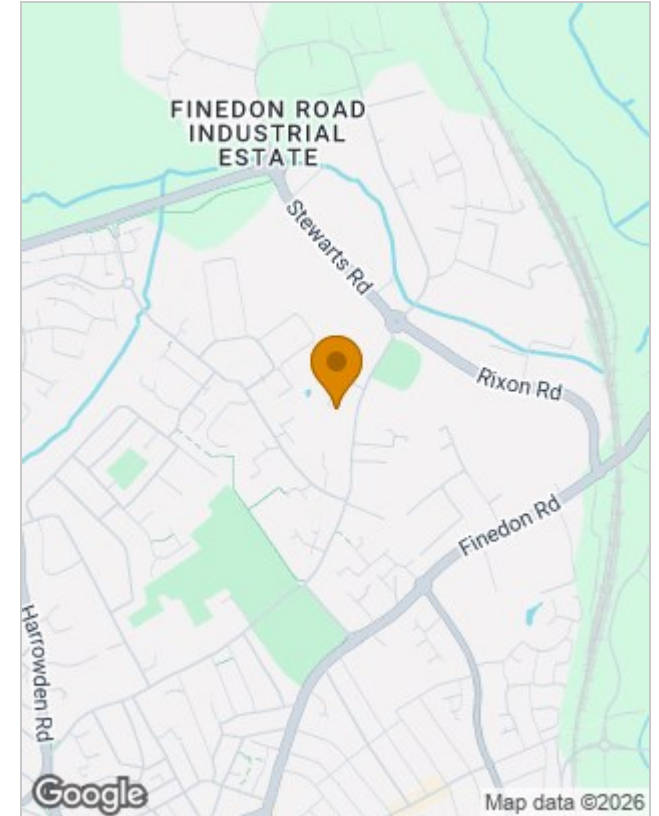 FINEDON ROAD
INDUSTRIAL
ESTATE
Stewarts Rd
Rixon Rd
Finedon Rd
Harrowden Rd
Google
Map data ©2026